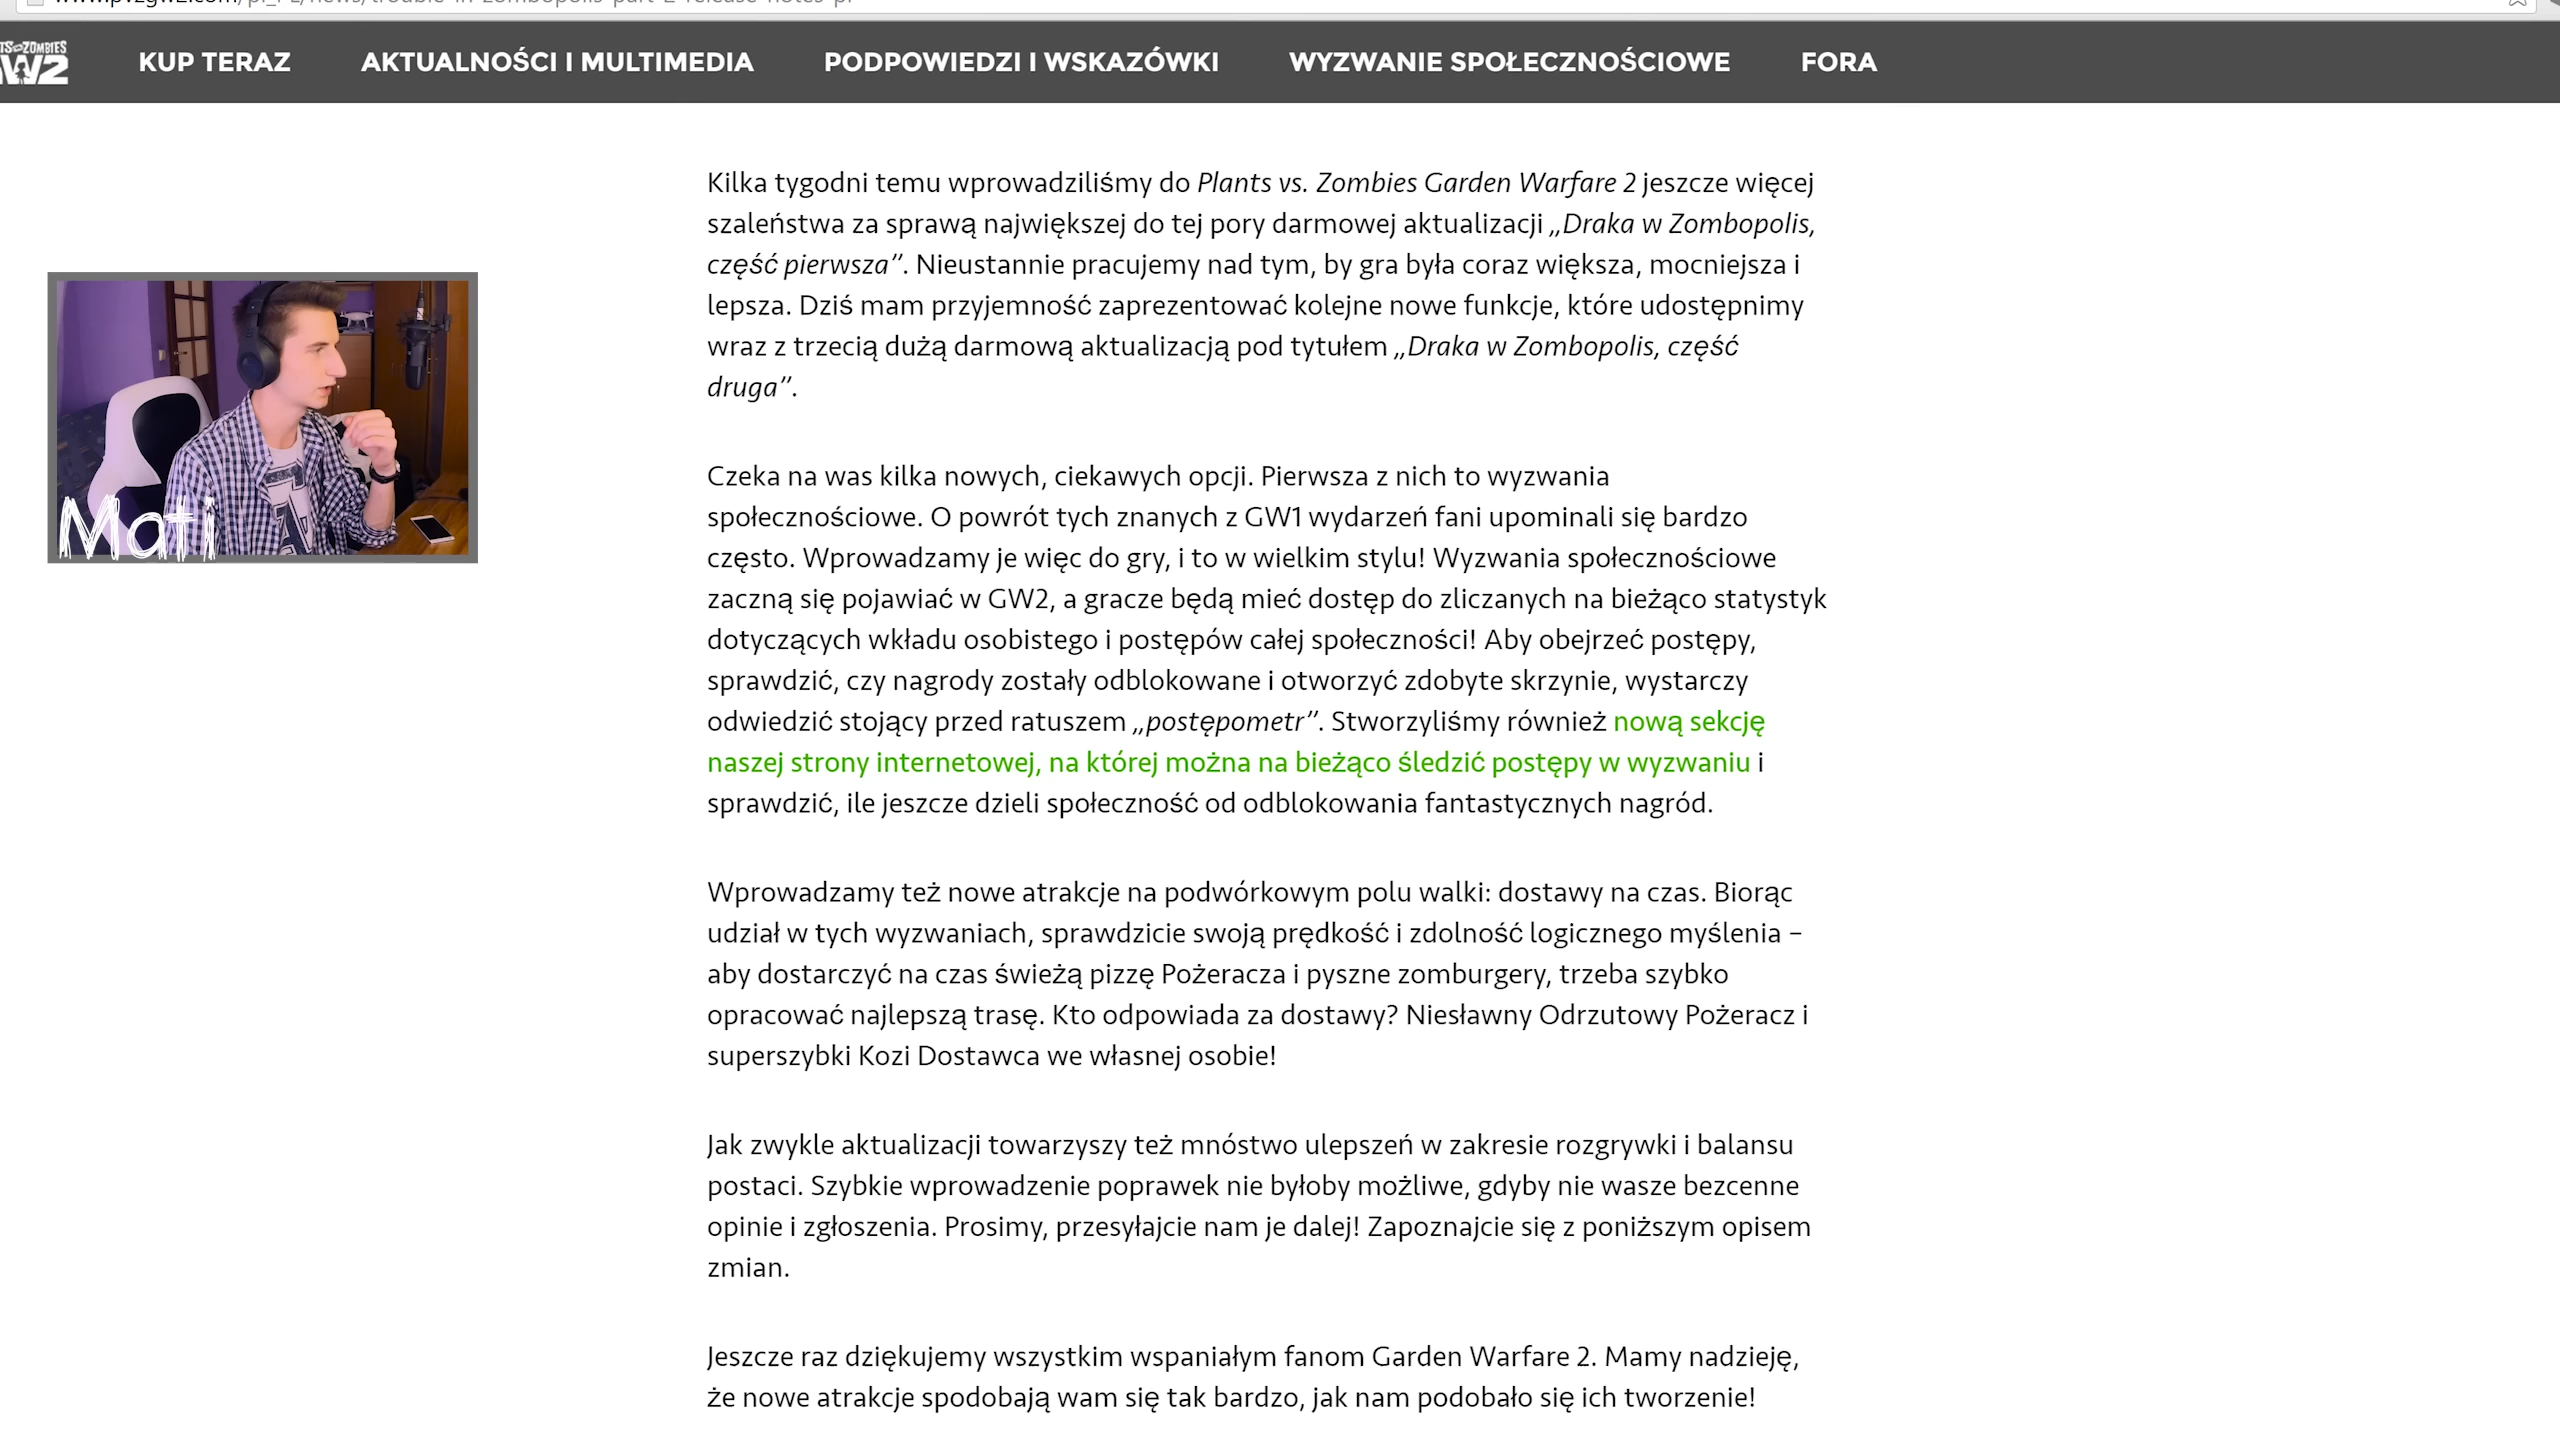 TS ZOMBIES
W2
KUP TERAZ
AKTUALNOŚCI I MULTIMEDIA
PODPOWIEDZI I WSKAZÓWKI
WYZWANIE SPOŁECZNOŚCIOWE
FORA
Kilka tygodni temu wprowadziliśmy do Plants vs. Zombies Garden Warfare 2 jeszcze więcej
szaleństwa za sprawą największej do tej pory darmowej aktualizacji „Draka w Zombopolis,
część pierwsza”. Nieustannie pracujemy nad tym, by gra była coraz większa, mocniejsza i
lepsza. Dziś mam przyjemność zaprezentować kolejne nowe funkcje, które udostępnimy
wraz z trzecią dużą darmową aktualizacją pod tytułem „Draka w Zombopolis, część
druga”.
Mati
Czeka na was kilka nowych, ciekawych opcji. Pierwsza z nich to wyzwania
społecznościowe. O powrót tych znanych z GW1 wydarzeń fani upominali się bardzo
często. Wprowadzamy je więc do gry, i to w wielkim stylu! Wyzwania społecznościowe
zaczną się pojawiać w GW2, a gracze będą mieć dostęp do zliczanych na bieżąco statystyk
dotyczących wkładu osobistego i postępów całej społeczności! Aby obejrzeć postępy,
sprawdzić, czy nagrody zostały odblokowane i otworzyć zdobyte skrzynie, wystarczy
odwiedzić stojący przed ratuszem „postępometr”. Stworzyliśmy również nową sekcję
naszej strony internetowej, na której można na bieżąco śledzić postępy w wyzwaniu i
sprawdzić, ile jeszcze dzieli społeczność od odblokowania fantastycznych nagród.
Wprowadzamy też nowe atrakcje na podwórkowym polu walki: dostawy na czas. Biorąc
udział w tych wyzwaniach, sprawdzicie swoją prędkość i zdolność logicznego myślenia –
aby dostarczyć na czas świeżą pizzę Pożeracza i pyszne zomburgery, trzeba szybko
opracować najlepszą trasę. Kto odpowiada za dostawy? Niesławny Odrzutowy Pożeracz i
superszybki Kozi Dostawca we własnej osobie!
Jak zwykle aktualizacji towarzyszy też mnóstwo ulepszeń w zakresie rozgrywki i balansu
postaci. Szybkie wprowadzenie poprawek nie byłoby możliwe, gdyby nie wasze bezcenne
opinie i zgłoszenia. Prosimy, przesyłajcie nam je dalej! Zapoznajcie się z poniższym opisem
zmian.
Jeszcze raz dziękujemy wszystkim wspaniałym fanom Garden Warfare 2. Mamy nadzieję,
że nowe atrakcje spodobają wam się tak bardzo, jak nam podobało się ich tworzenie!